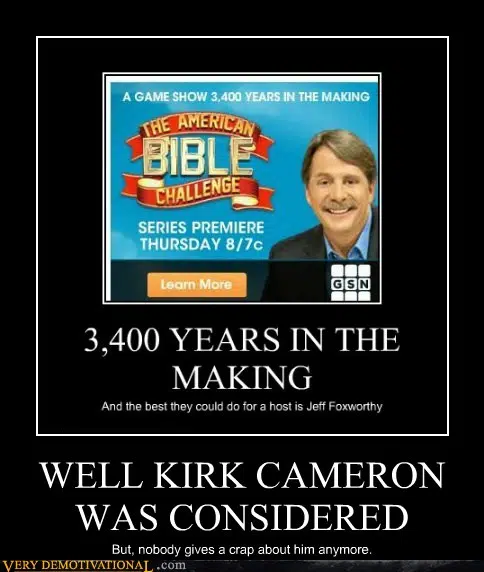 A GAME SHOW 3,400 YEARS IN THE MAKING
THE AMERICAN
BIBLE
CHALLENGE
SERIES PREMIERE
THURSDAY 8/7c
Learn More
GSN
3,400 YEARS IN THE
MAKING
And the best they could do for a host is Jeff Foxworthy
WELL KIRK CAMERON
WAS CONSIDERED
But, nobody gives a crap about him anymore.
VERY DEMOTIVATIONAL.com